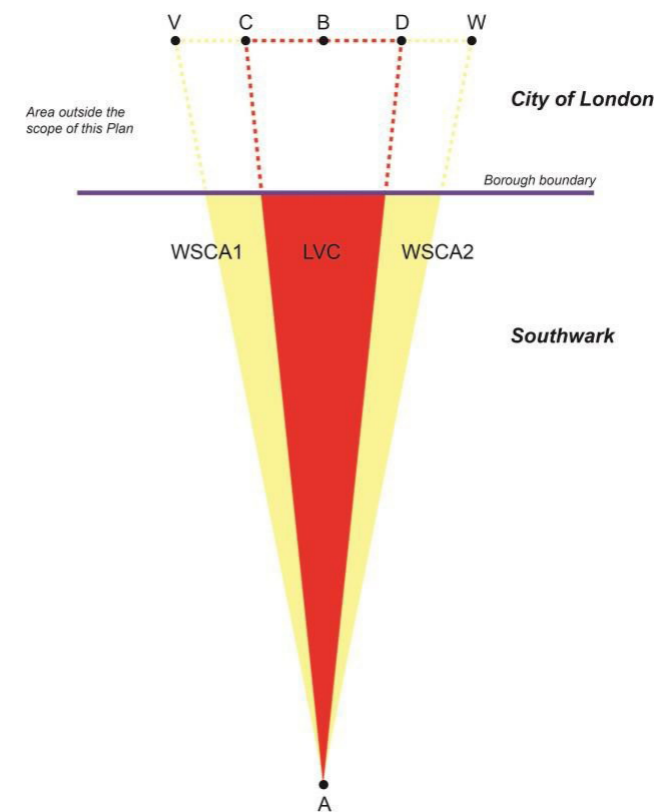 V C B D W
City of London
Area outside the
scope of this Plan
Borough boundary
WSCA1 LVC WSCA2
Southwark
A